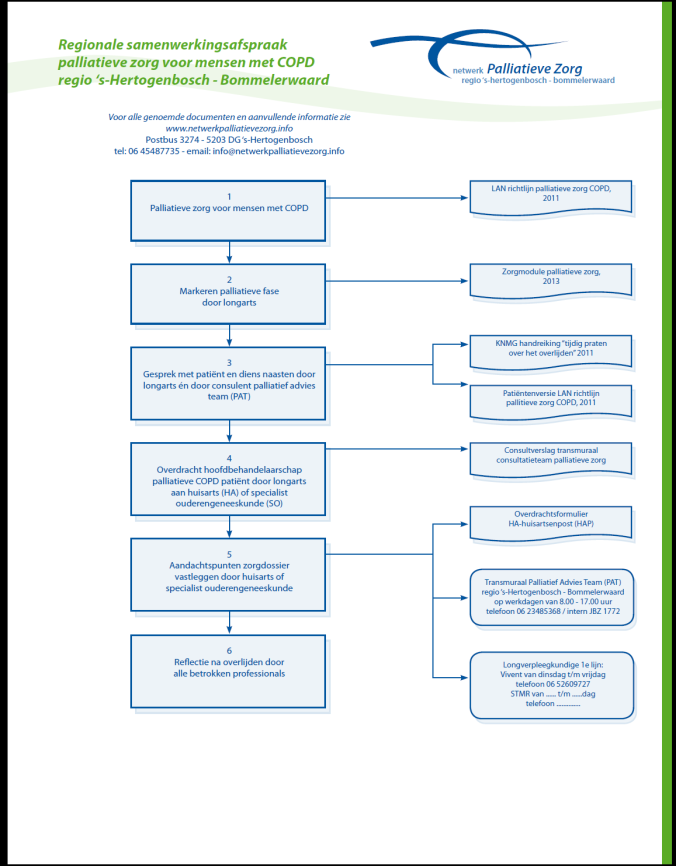 Regionale samenwerkingsafspraak
palliatieve zorg voor mensen met COPD
regio 's-Hertogenbosch - Bommelerwaard
netwerk Palliatieve Zorg
regio 's-hertogenbosch - bommelerwaard
Voor alle genoemde documenten en aanvullende informatie zie
www.netwerkpalliatievezorg.info
Postbus 3274 - 5203 DG 's-Hertogenbosch
tel: 06 45487735 - email: info@netwerkpalliatievezorg.info
1
Palliatieve zorg voor mensen met COPD
LAN richtlijn palliatieve zorg COPD,
2011
2
Markeren palliatieve fase
door longarts
Zorgmodule palliatieve zorg,
2013
3
Gesprek met patiënt en diens naasten door
longarts én door consulent palliatief advies
team (PAT)
KNMG handreiking "tijdig praten
over het overlijden" 2011
Patiëntenversie LAN richtlijn
pallitieve zorg COPD, 2011
4
Overdracht hoofdbehandelaarschap
palliatieve COPD patiënt door longarts
aan huisarts (HA) of specialist
ouderengeneeskunde (SO)
Consultverslag transmuraal
consultatieteam palliatieve zorg
Overdrachtsformulier
HA-huisartsenpost (HAP)
5
Aandachtspunten zorgdossier
vastleggen door huisarts of
specialist ouderengeneeskunde
Transmuraal Palliatief Advies Team (PAT)
regio 's-Hertogenbosch - Bommelerwaard
op werkdagen van 8.00 - 17.00 uur
telefoon 06 23485368 / intern JBZ 1772
6
Reflectie na overlijden door
alle betrokken professionals
Longverpleegkundige 1e lijn:
Vivent van dinsdag t/m vrijdag
telefoon 06 52609727
STMR van ...... t/m ......dag
telefoon .............